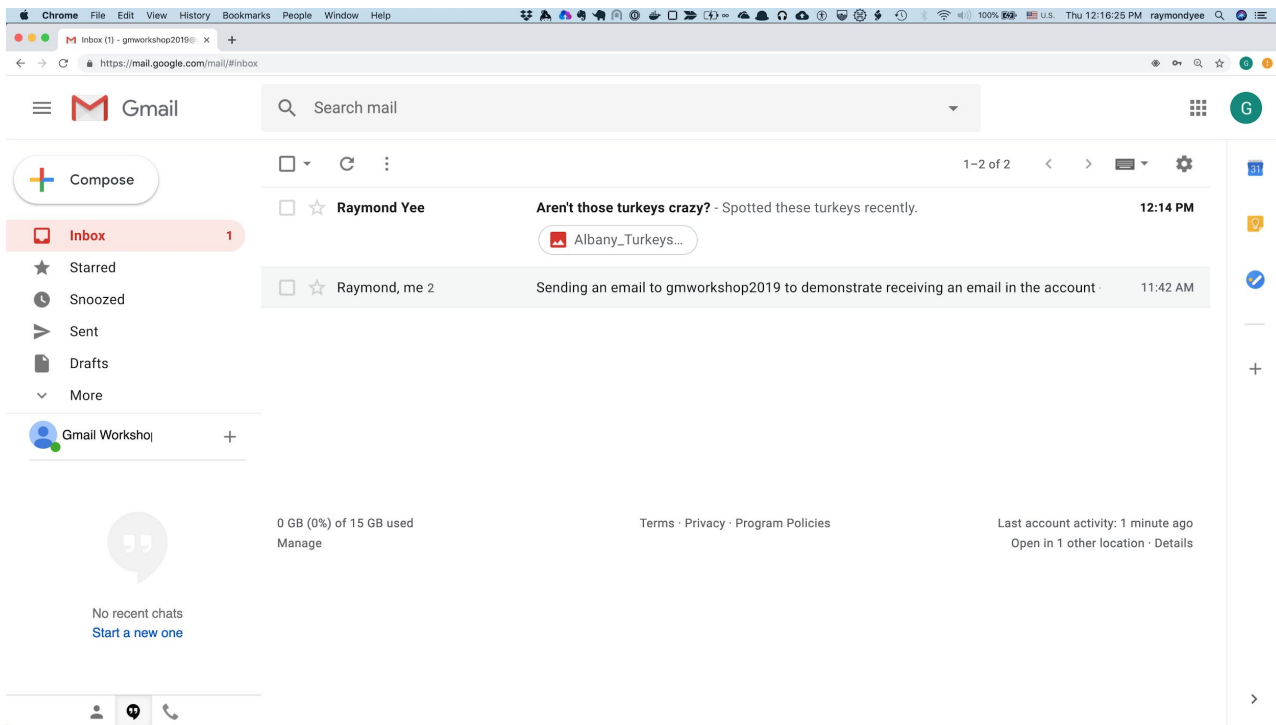 Chrome File Edit View History Bookmarks People Window Help 100% U.S. Thu 12:16:25 PM raymondyee
M Inbox (1) - gmworkshop2019@
https://mail.google.com/mail/#inbox
Gmail
Search mail
G
Compose
1–2 of 2
31
Raymond Yee Aren't those turkeys crazy? - Spotted these turkeys recently. 12:14 PM
Albany_Turkeys...
Inbox 1
Starred
Raymond, me 2 Sending an email to gmworkshop2019 to demonstrate receiving an email in the account - 11:42 AM
Snoozed
Sent
Drafts
More
Gmail Workshop
0 GB (0%) of 15 GB used
Manage
Terms · Privacy · Program Policies
Last account activity: 1 minute ago
Open in 1 other location · Details
No recent chats
Start a new one